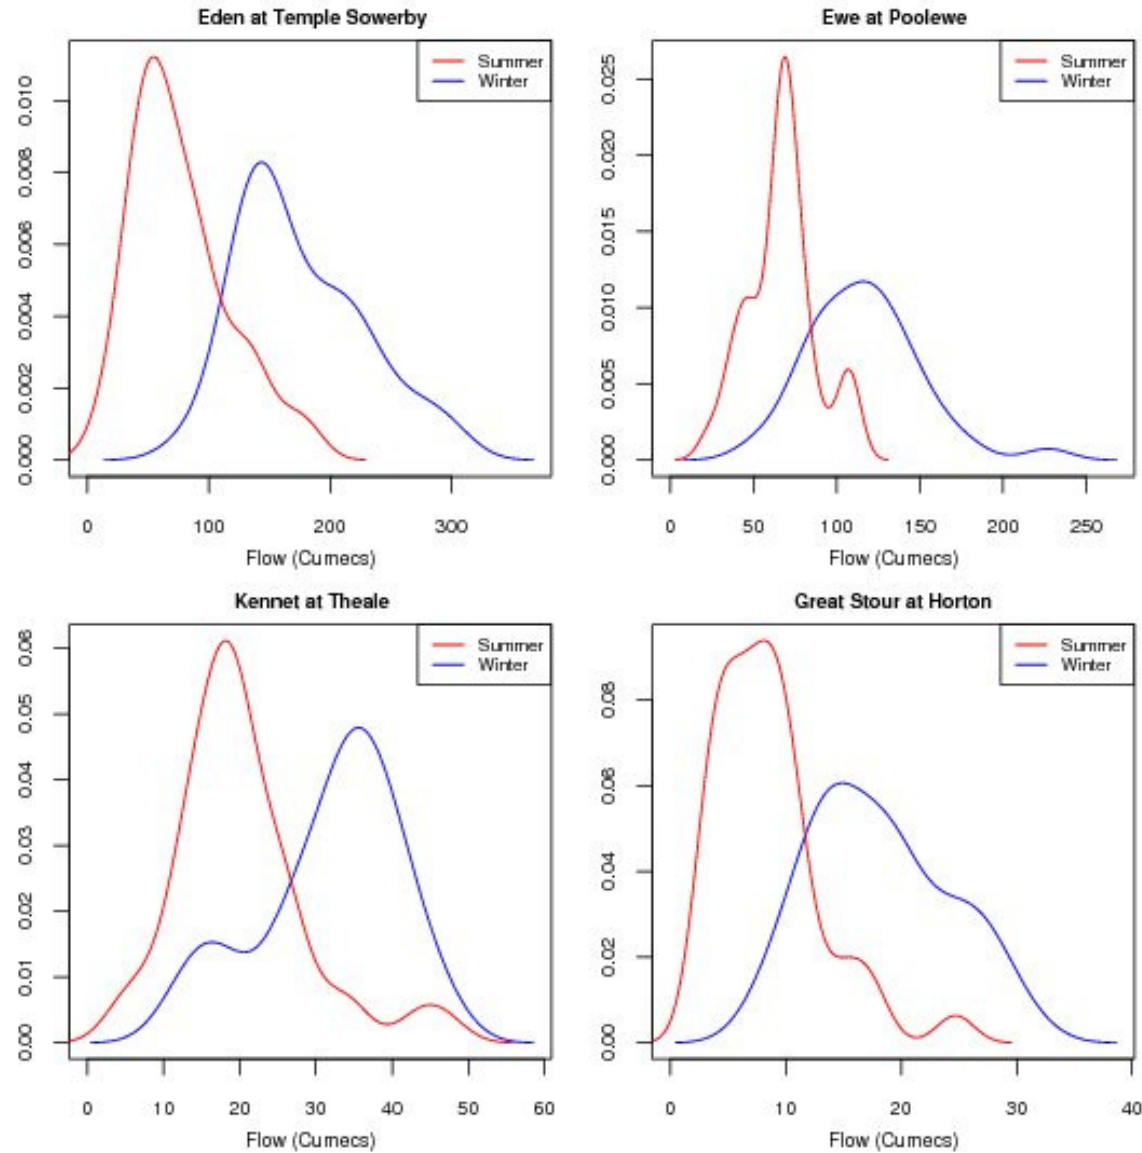 Eden at Temple Sowerby
Summer
Winter
0.010
0.008
0.006
0.004
0.002
0.000
0 100 200 300
Flow (Cumecs)
Ewe at Poolewe
Summer
Winter
0.025
0.020
0.015
0.010
0.005
0.000
0 50 100 150 200 250
Flow (Cumecs)
Kennet at Theale
Summer
Winter
0.06
0.05
0.04
0.03
0.02
0.01
0.00
0 10 20 30 40 50 60
Flow (Cumecs)
Great Stour at Horton
Summer
Winter
0.08
0.06
0.04
0.02
0.00
0 10 20 30 40
Flow (Cumecs)